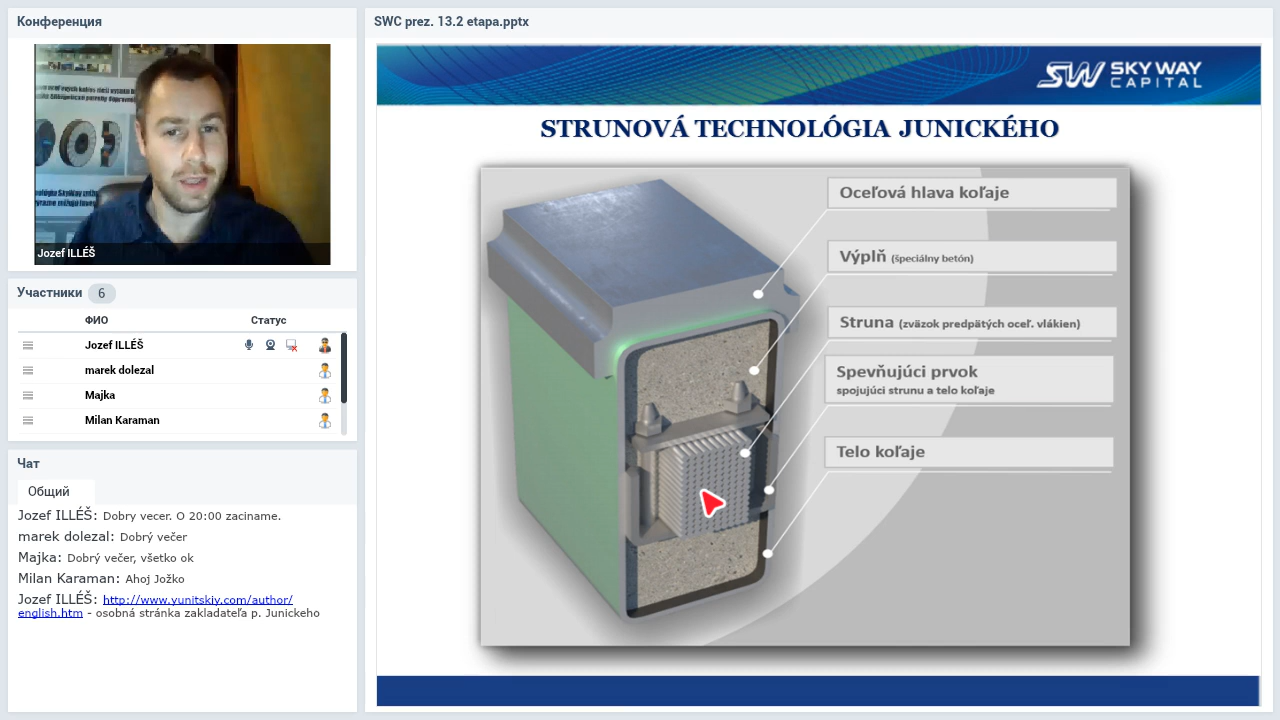 Конференция
Jozef ILLÉŠ
Участники 6
ФИО Статус
Jozef ILLÉŠ
marek dolezal
Majka
Milan Karaman
Чат
Общий
Jozef ILLÉŠ: Dobry vecer. O 20:00 zaciname.
marek dolezal: Dobrý večer
Majka: Dobrý večer, všetko ok
Milan Karaman: Ahoj Jožko
Jozef ILLÉŠ: http://www.yunitskiy.com/author/
english.htm - osobná stránka zakladateľa p. Junickeho
SWC prez. 13.2 etapa.pptx
SW SKY WAY
CAPITAL
STRUNOVÁ TECHNOLÓGIA JUNICKÉHO
Oceľová hlava koľaje
Výplň (špeciálny betón)
Struna (zväzok predpätých oceľ. vlákien)
Spevňujúci prvok
spojujúci strunu a telo koľaje
Telo koľaje